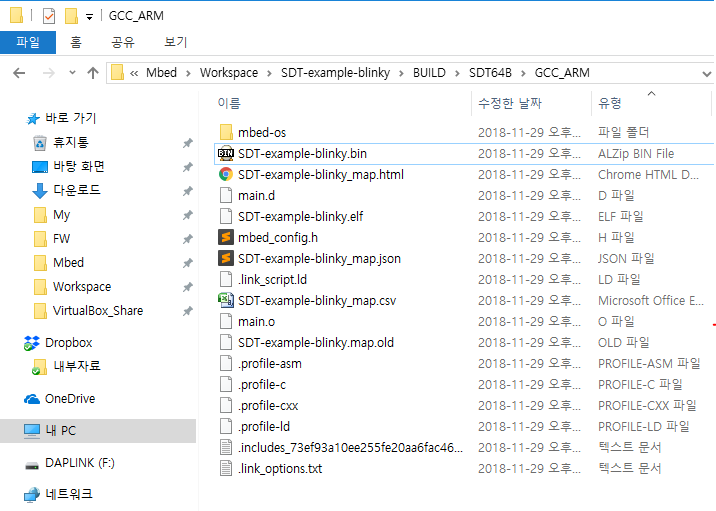 GCC_ARM
파일 홈 공유 보기
Mbed Workspace SDT-example-blinky BUILD SDT64B GCC_ARM
이름 수정한 날짜 유형
바로 가기
휴지통
바탕 화면
다운로드
My
FW
Mbed
Workspace
VirtualBox_Share
Dropbox
내부자료
OneDrive
내 PC
DAPLINK (F:)
네트워크
mbed-os 2018-11-29 오후... 파일 폴더
SDT-example-blinky.bin 2018-11-29 오후... ALZip BIN File
SDT-example-blinky_map.html 2018-11-29 오후... Chrome HTML D...
main.d 2018-11-29 오후... D 파일
SDT-example-blinky.elf 2018-11-29 오후... ELF 파일
mbed_config.h 2018-11-29 오후... H 파일
SDT-example-blinky_map.json 2018-11-29 오후... JSON 파일
.link_script.ld 2018-11-29 오후... LD 파일
SDT-example-blinky_map.csv 2018-11-29 오후... Microsoft Office E...
main.o 2018-11-29 오후... O 파일
SDT-example-blinky.map.old 2018-11-29 오후... OLD 파일
.profile-asm 2018-11-29 오후... PROFILE-ASM 파일
.profile-c 2018-11-29 오후... PROFILE-C 파일
.profile-cxx 2018-11-29 오후... PROFILE-CXX 파일
.profile-ld 2018-11-29 오후... PROFILE-LD 파일
.includes_73ef93a10ee255fe20aa6fac46... 2018-11-29 오후... 텍스트 문서
.link_options.txt 2018-11-29 오후... 텍스트 문서